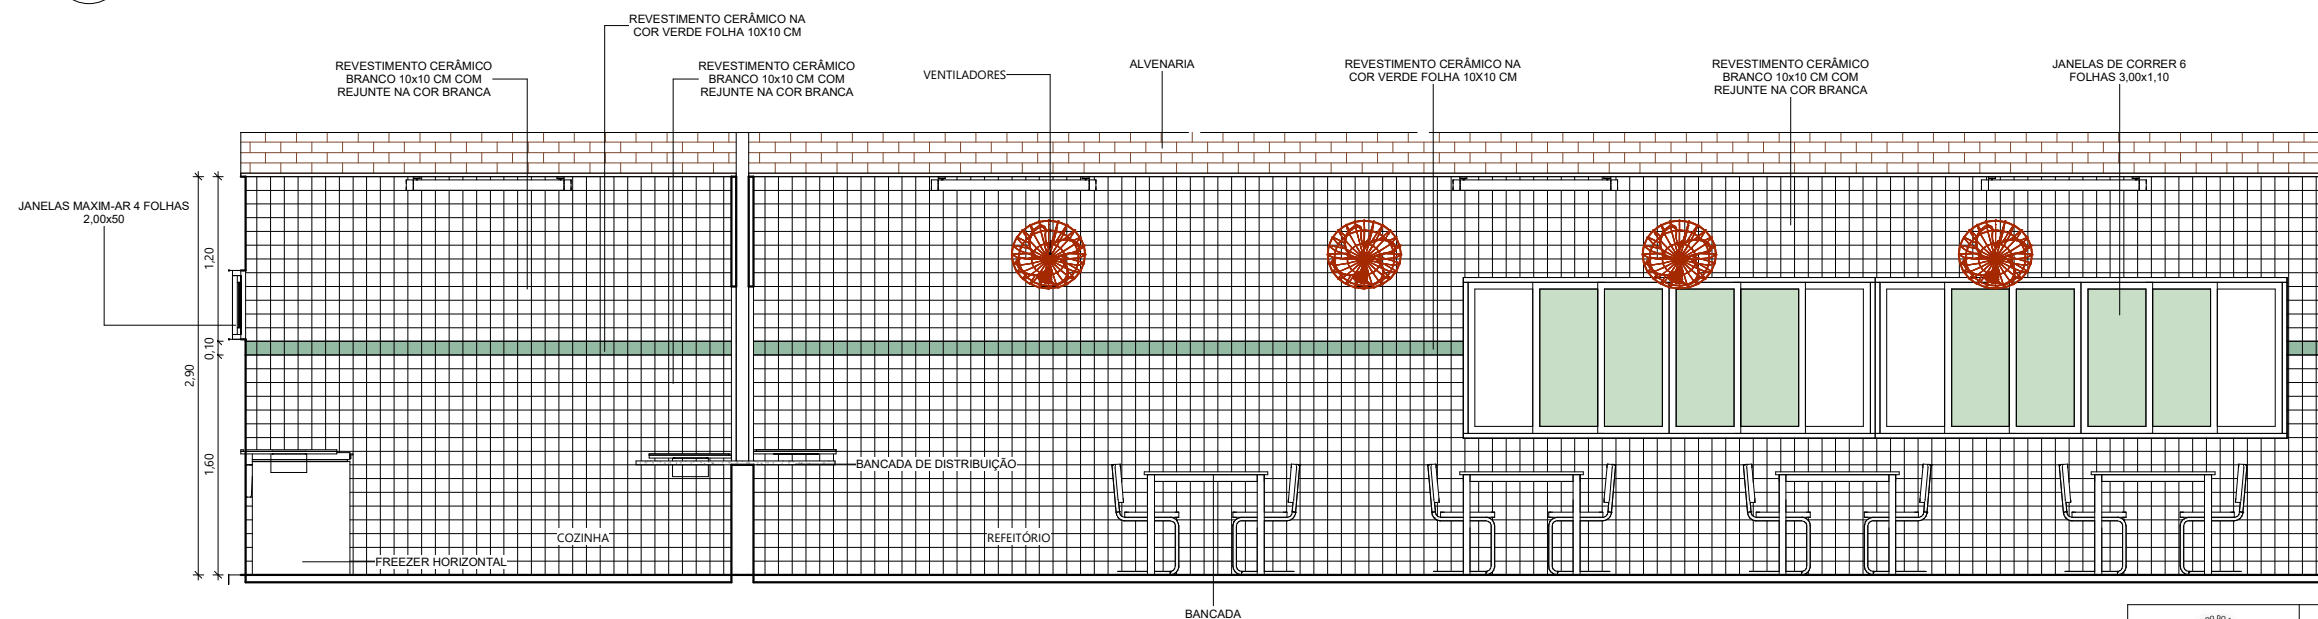 REVESTIMENTO CERÂMICO NA
COR VERDE FOLHA 10X10 CM
REVESTIMENTO CERÂMICO
BRANCO 10x10 CM COM
REJUNTE NA COR BRANCA
REVESTIMENTO CERÂMICO
BRANCO 10x10 CM COM
REJUNTE NA COR BRANCA
VENTILADORES
ALVENARIA
REVESTIMENTO CERÂMICO NA
COR VERDE FOLHA 10X10 CM
REVESTIMENTO CERÂMICO
BRANCO 10x10 CM COM
REJUNTE NA COR BRANCA
JANELAS DE CORRER 6
FOLHAS 3,00x1,10
JANELAS MAXIM-AR 4 FOLHAS
2,00x50
1,20
0,10
2,90
1,60
BANCADA DE DISTRIBUIÇÃO
COZINHA
REFEITÓRIO
FREEZER HORIZONTAL
BANCADA